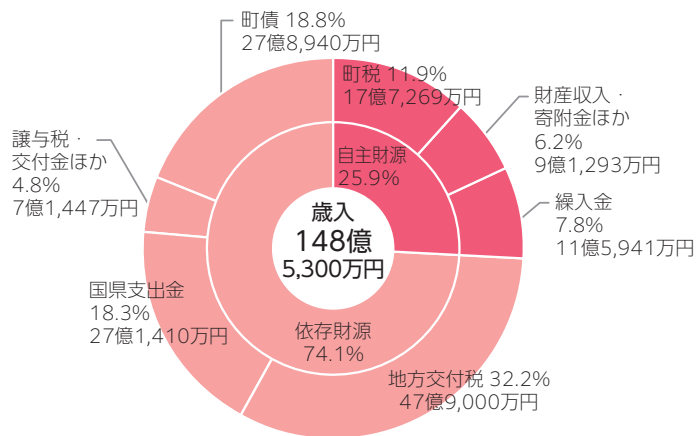 町債 18.8%
27億8,940万円
町税 11.9%
17億7,269万円
財産収入・
寄附金ほか
6.2%
9億1,293万円
譲与税・
交付金ほか
4.8%
7億1,447万円
自主財源
25.9%
繰入金
7.8%
11億5,941万円
歳入
148億
5,300万円
国県支出金
18.3%
27億1,410万円
依存財源
74.1%
地方交付税 32.2%
47億9,000万円